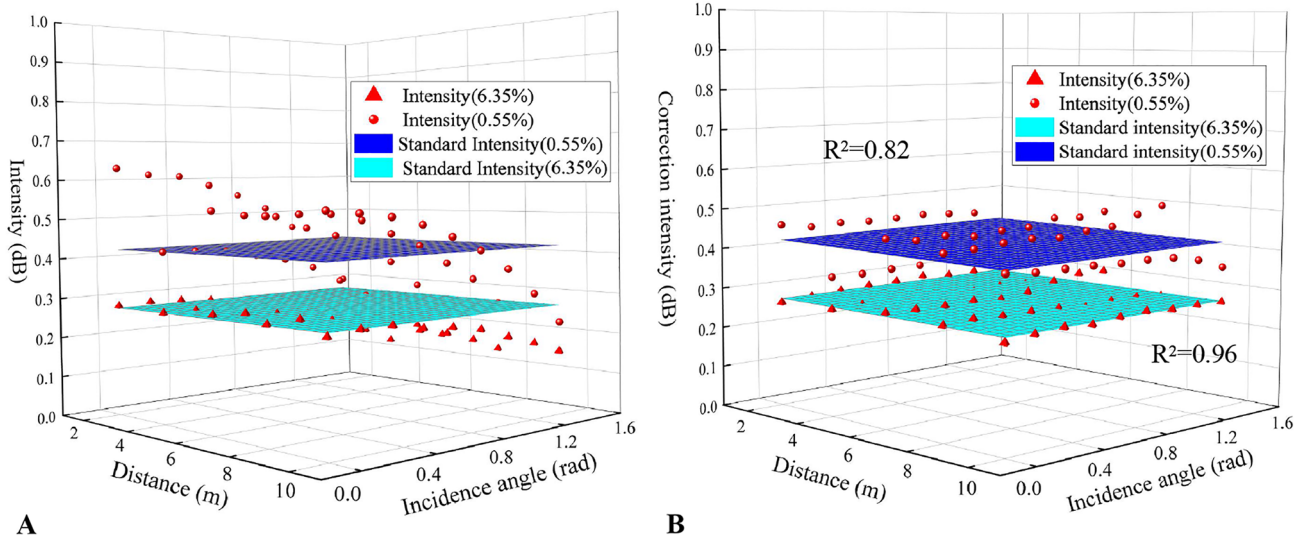 1.0
0.9
0.8
0.7
0.6
0.5
0.4
0.3
0.2
0.1
0.0
Intensity (dB)
Intensity(6.35%)
Intensity(0.55%)
Standard Intensity(0.55%)
Standard Intensity(6.35%)
2
4
6
8
10
Distance (m)
0.0
0.4
0.8
1.2
1.6
Incidence angle (rad)
A
1.0
0.9
0.8
0.7
0.6
0.5
0.4
0.3
0.2
0.1
0.0
Correction intensity (dB)
Intensity(6.35%)
Intensity(0.55%)
Standard intensity(6.35%)
Standard intensity(0.55%)
R²=0.82
R²=0.96
2
4
6
8
10
Distance (m)
0.0
0.4
0.8
1.2
1.6
Incidence angle (rad)
B